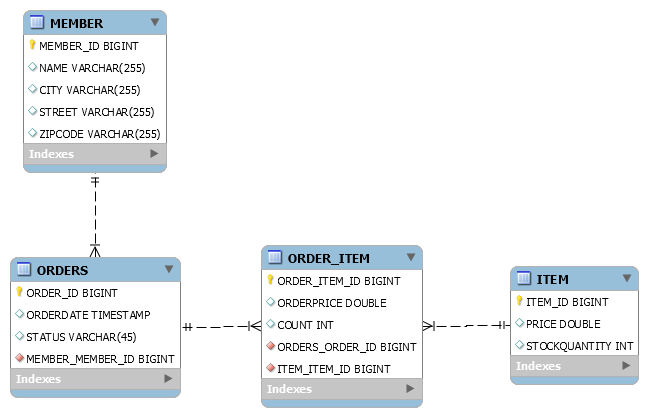 MEMBER
MEMBER_ID BIGINT
NAME VARCHAR(255)
CITY VARCHAR(255)
STREET VARCHAR(255)
ZIPCODE VARCHAR(255)
Indexes
ORDERS
ORDER_ID BIGINT
ORDERDATE TIMESTAMP
STATUS VARCHAR(45)
MEMBER_MEMBER_ID BIGINT
Indexes
ORDER_ITEM
ORDER_ITEM_ID BIGINT
ORDERPRICE DOUBLE
COUNT INT
ORDERS_ORDER_ID BIGINT
ITEM_ITEM_ID BIGINT
Indexes
ITEM
ITEM_ID BIGINT
PRICE DOUBLE
STOCKQUANTITY INT
Indexes